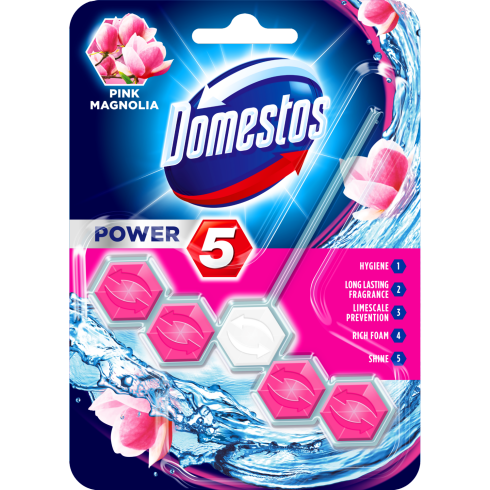 PINK
MAGNOLIA
Domestos
POWER 5
HYGIENE 1
LONG LASTING
FRAGRANCE 2
LIMESCALE
PREVENTION 3
RICH FOAM 4
SHINE 5